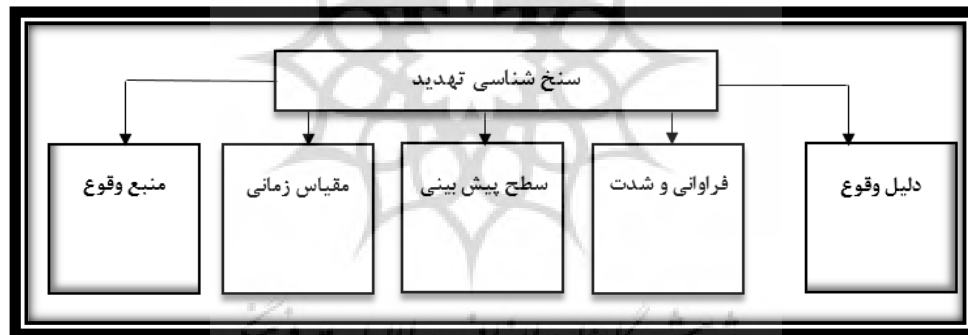 سنخ شناسی تهدید
دلیل وقوع
فراوانی و شدت
سطح پیش بینی
مقیاس زمانی
منبع وقوع